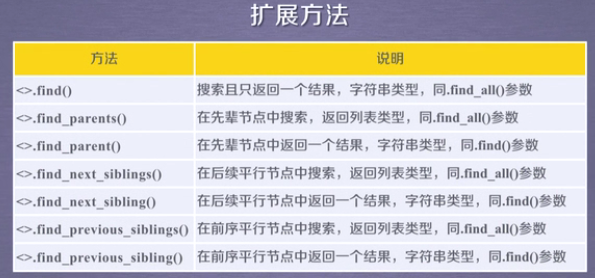 扩展方法
方法 说明
<>.find() 搜索且只返回一个结果，字符串类型，同.find_all()参数
<>.find_parents() 在先辈节点中搜索，返回列表类型，同.find_all()参数
<>.find_parent() 在先辈节点中返回一个结果，字符串类型，同.find()参数
<>.find_next_siblings() 在后续平行节点中搜索，返回列表类型，同.find_all()参数
<>.find_next_sibling() 在后续平行节点中返回一个结果，字符串类型，同.find()参数
<>.find_previous_siblings() 在前序平行节点中搜索，返回列表类型，同.find_all()参数
<>.find_previous_sibling() 在前序平行节点中返回一个结果，字符串类型，同.find()参数